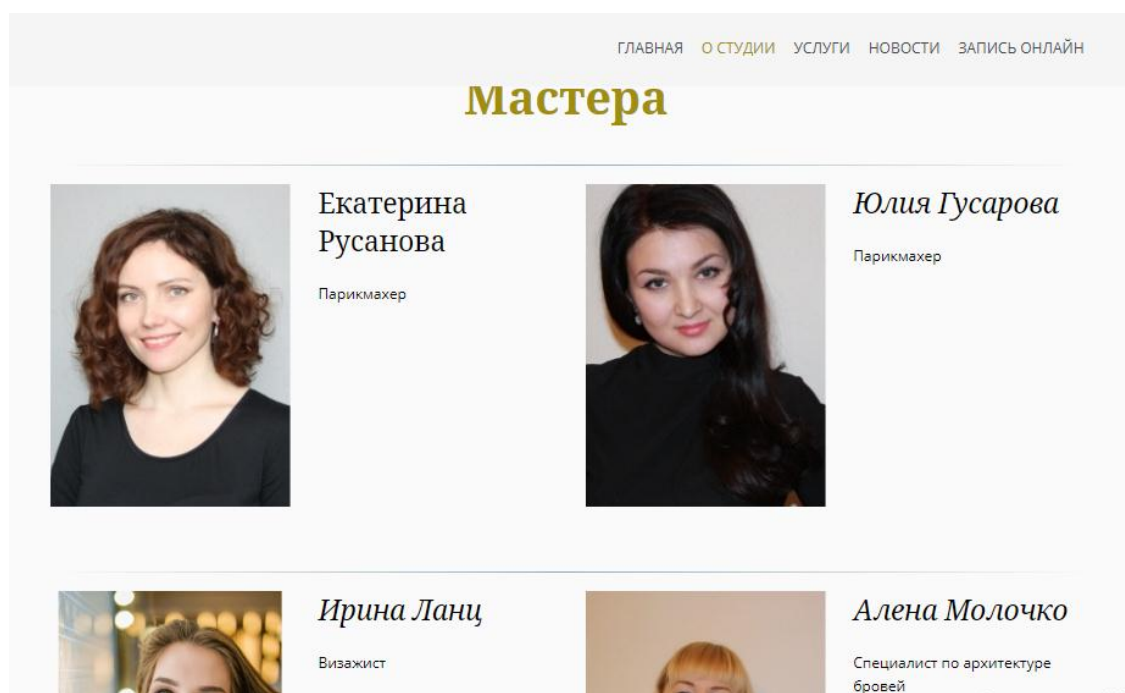 ГЛАВНАЯ О СТУДИИ УСЛУГИ НОВОСТИ ЗАПИСЬ ОНЛАЙН
Мастера
Екатерина
Русанова
Парикмахер
Юлия Гусарова
Парикмахер
Ирина Ланц
Визажист
Алена Молочко
Специалист по архитектуре
бровей